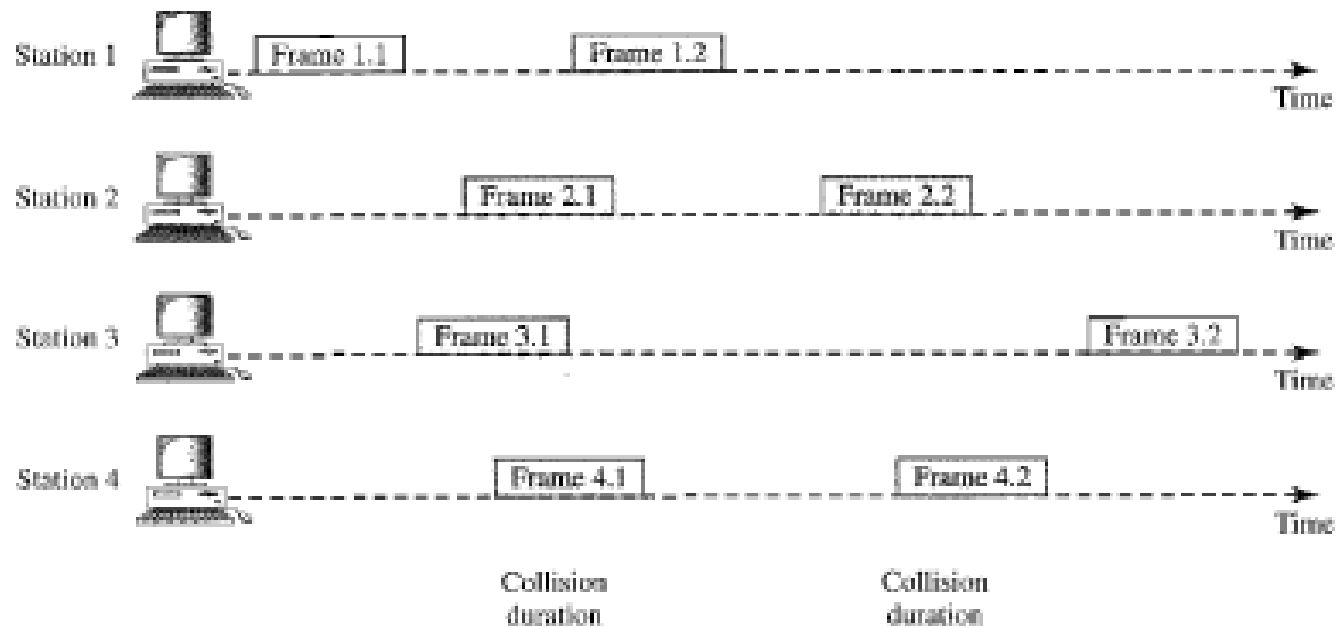 Station 1
Frame 1.1
Frame 1.2
Time
Station 2
Frame 2.1
Frame 2.2
Time
Station 3
Frame 3.1
Frame 3.2
Time
Station 4
Frame 4.1
Frame 4.2
Time
Collision
duration
Collision
duration